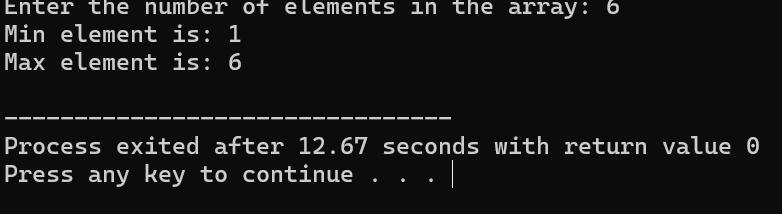 Enter the number of elements in the array: 6
Min element is: 1
Max element is: 6
--------------------------------
Process exited after 12.67 seconds with return value 0
Press any key to continue . . .